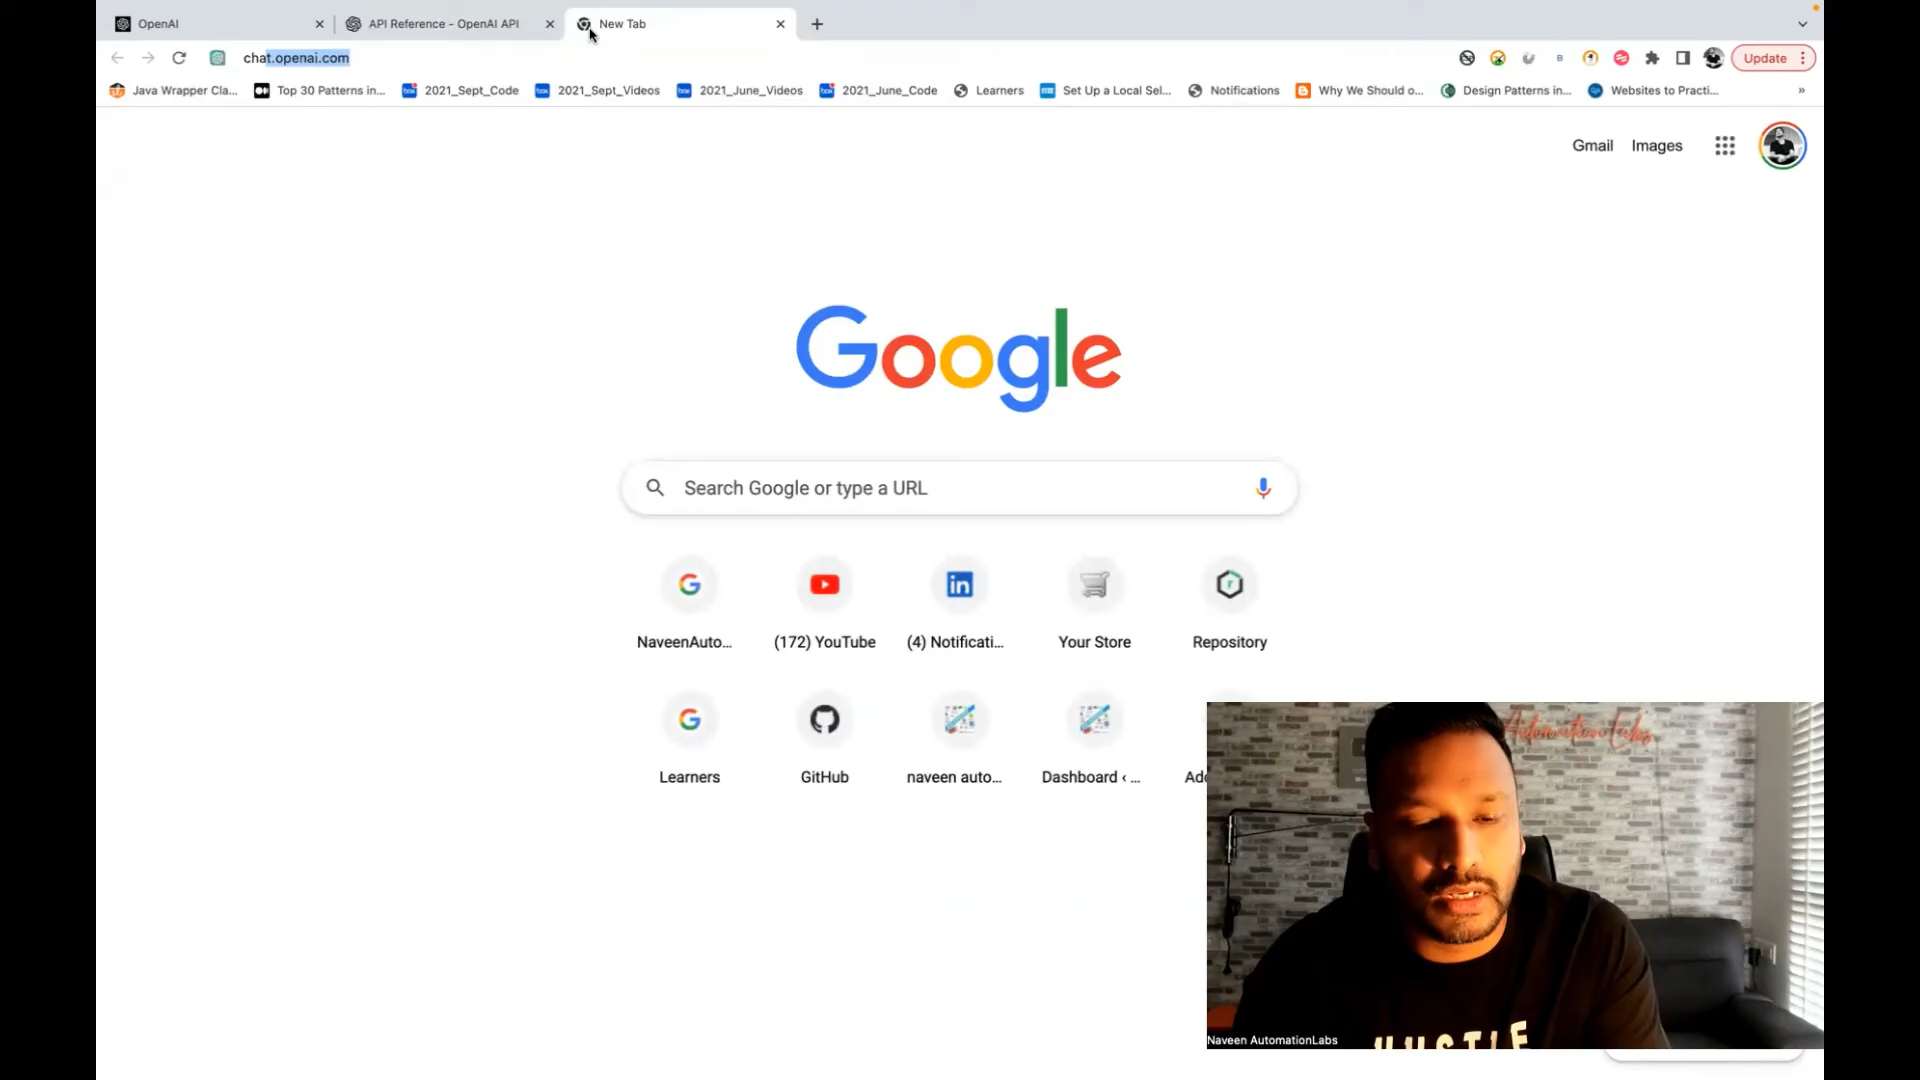 OpenAI
API Reference - OpenAI API
New Tab
chat.openai.com
Update
Java Wrapper Cla...
Top 30 Patterns in...
2021_Sept_Code
2021_Sept_Videos
2021_June_Videos
2021_June_Code
Learners
Set Up a Local Sel...
Notifications
Why We Should o...
Design Patterns in...
Websites to Practi...
»
Gmail
Images
Google
Search Google or type a URL
NaveenAuto...
(172) YouTube
(4) Notificati...
Your Store
Repository
Learners
GitHub
naveen auto...
Dashboard ‹ ...
Automation Labs
HUSTLE
Naveen AutomationLabs